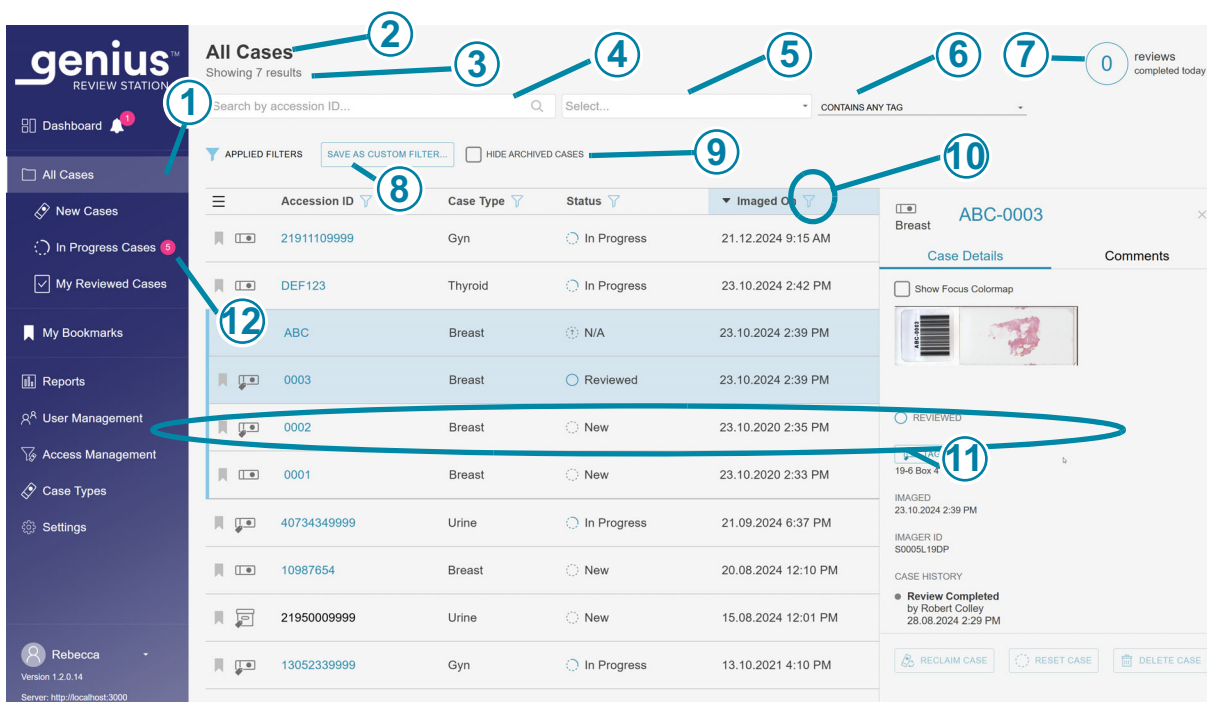 genius™
REVIEW STATION
Dashboard 1
All Cases
New Cases
In Progress Cases 5
My Reviewed Cases
My Bookmarks
Reports
User Management
Access Management
Case Types
Settings
Rebecca
Version 1.2.0.14
Server: http://localhost:3000
1
2
3
4
5
6
7
8
9
10
11
12
All Cases
Showing 7 results
0 reviews
completed today
Search by accession ID...
Select...
CONTAINS ANY TAG
APPLIED FILTERS
SAVE AS CUSTOM FILTER...
HIDE ARCHIVED CASES
Accession ID Case Type Status Imaged On
21911109999 Gyn In Progress 21.12.2024 9:15 AM
DEF123 Thyroid In Progress 23.10.2024 2:42 PM
ABC Breast N/A 23.10.2024 2:39 PM
0003 Breast Reviewed 23.10.2024 2:39 PM
0002 Breast New 23.10.2020 2:35 PM
0001 Breast New 23.10.2020 2:33 PM
40734349999 Urine In Progress 21.09.2024 6:37 PM
10987654 Breast New 20.08.2024 12:10 PM
21950009999 Urine New 15.08.2024 12:01 PM
13052339999 Gyn In Progress 13.10.2021 4:10 PM
Breast
ABC-0003
Case Details
Comments
Show Focus Colormap
ABC-0003
REVIEWED
19-6 Box 4
IMAGED
23.10.2024 2:39 PM
IMAGER ID
S0005L19DP
CASE HISTORY
Review Completed
by Robert Colley
28.08.2024 2:29 PM
RECLAIM CASE
RESET CASE
DELETE CASE